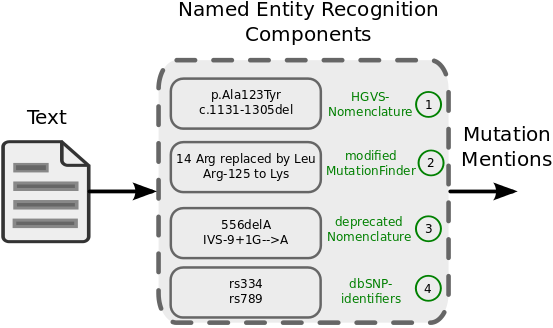 Named Entity Recognition
Components
Text
p.Ala123Tyr
c.1131-1305del
HGVS-
Nomenclature
1
14 Arg replaced by Leu
Arg-125 to Lys
modified
MutationFinder
2
556delA
IVS-9+1G-->A
deprecated
Nomenclature
3
rs334
rs789
dbSNP-
identifiers
4
Mutation
Mentions